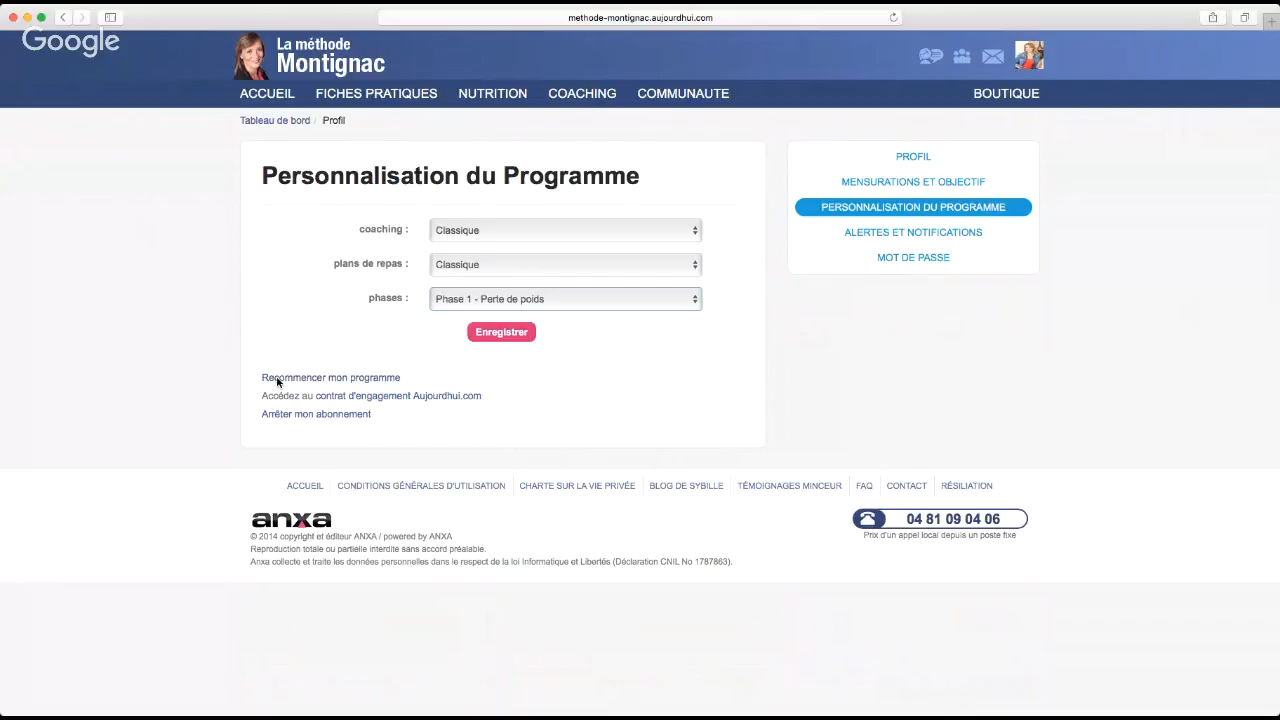 methode-montignac.aujourdhui.com
Google
La méthode
Montignac
ACCUEIL FICHES PRATIQUES NUTRITION COACHING COMMUNAUTE BOUTIQUE
Tableau de bord / Profil
Personnalisation du Programme
coaching : Classique
plans de repas : Classique
phases : Phase 1 - Perte de poids
Enregistrer
Recommencer mon programme
Accédez au contrat d'engagement Aujourdhui.com
Arrêter mon abonnement
PROFIL
MENSURATIONS ET OBJECTIF
PERSONNALISATION DU PROGRAMME
ALERTES ET NOTIFICATIONS
MOT DE PASSE
ACCUEIL CONDITIONS GÉNÉRALES D'UTILISATION CHARTE SUR LA VIE PRIVÉE BLOG DE SYBILLE TÉMOIGNAGES MINCEUR FAQ CONTACT RÉSILIATION
anxa
© 2014 copyright et éditeur ANXA / powered by ANXA
Reproduction totale ou partielle interdite sans accord préalable.
Anxa collecte et traite les données personnelles dans le respect de la loi Informatique et Libertés (Déclaration CNIL No 1787863).
04 81 09 04 06
Prix d'un appel local depuis un poste fixe